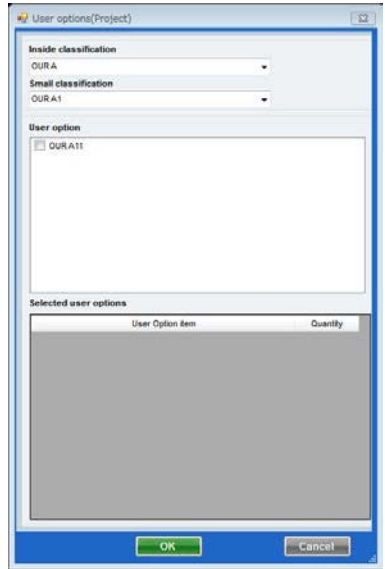 User options(Project)
Inside classification
OUR A
Small classification
OUR A1
User option
OUR A11
Selected user options
User Option item Quantity
OK Cancel